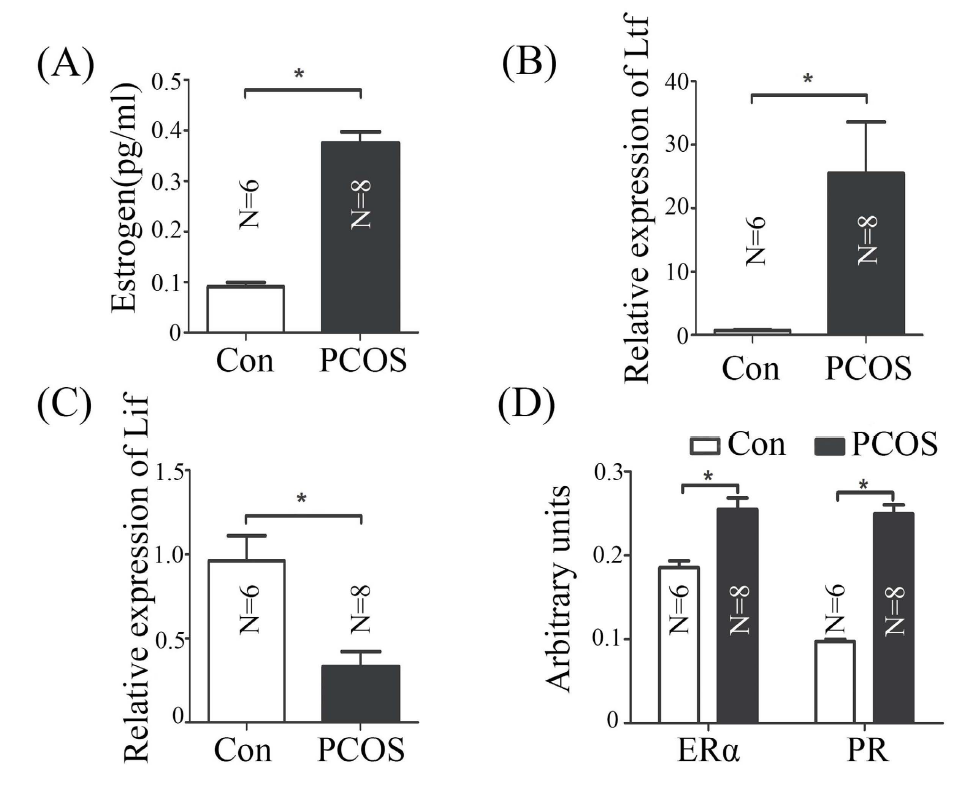 (A)
Estrogen(pg/ml)
0.5
0.4
0.3
0.2
0.1
0
*
N=6
N=8
Con
PCOS
(B)
Relative expression of Ltf
40
30
20
10
0
*
N=6
N=8
Con
PCOS
(C)
Relative expression of Lif
1.5
1.0
0.5
0
*
N=6
N=8
Con
PCOS
(D)
Con
PCOS
Arbitrary units
0.3
0.2
0.1
0
*
*
N=6
N=8
N=6
N=8
ERα
PR